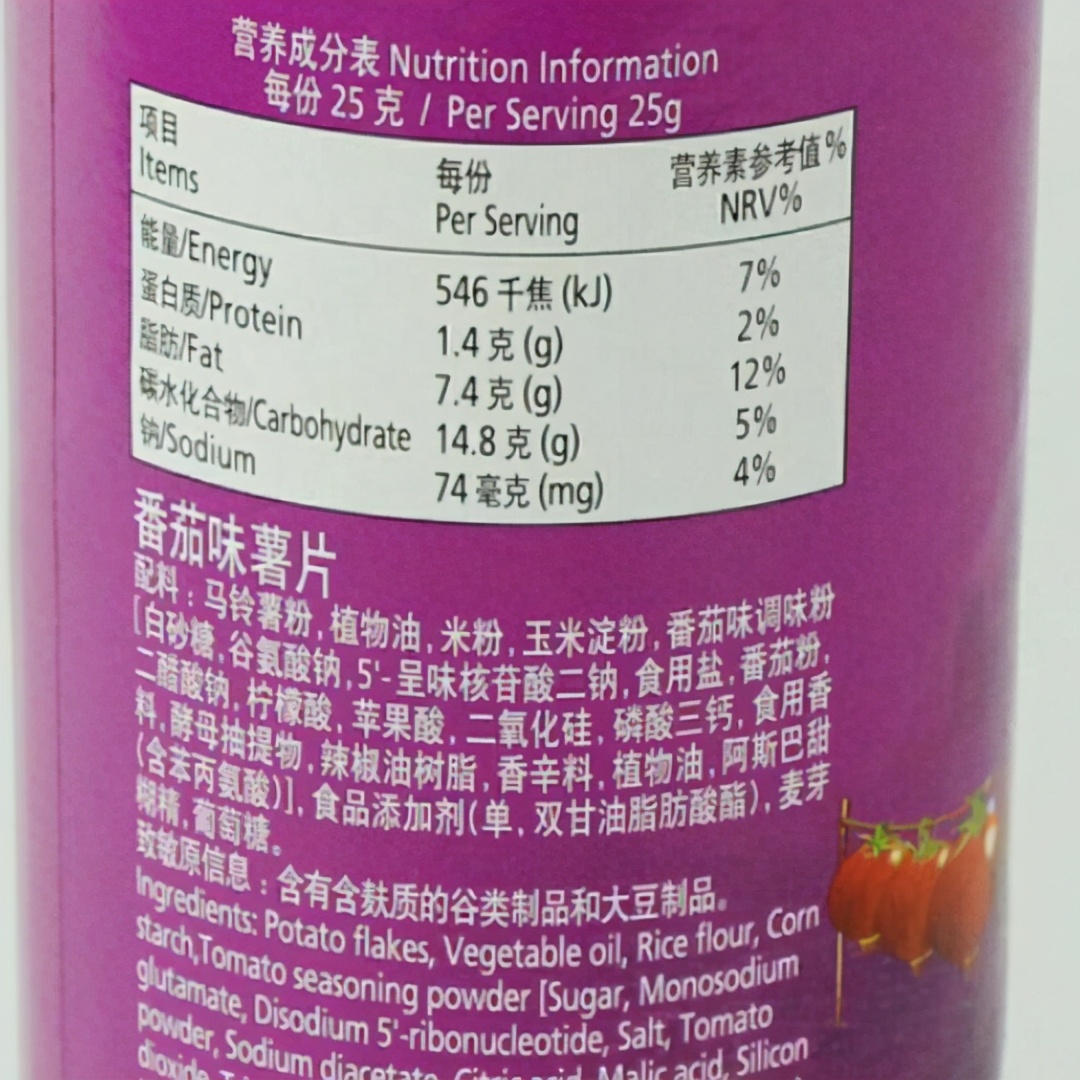 营养成分表 Nutrition Information
每份 25 克 / Per Serving 25g
项目 每份 营养素参考值%
Items Per Serving NRV%
能量/Energy 546 千焦 (kJ) 7%
蛋白质/Protein 1.4 克 (g) 2%
脂肪/Fat 7.4 克 (g) 12%
碳水化合物/Carbohydrate 14.8 克 (g) 5%
钠/Sodium 74 毫克 (mg) 4%
番茄味薯片
配料:马铃薯粉,植物油,米粉,玉米淀粉,番茄味调味粉
[白砂糖,谷氨酸钠,5'-呈味核苷酸二钠,食用盐,番茄粉,
二醋酸钠,柠檬酸,苹果酸,二氧化硅,磷酸三钙,食用香
料,酵母抽提物,辣椒油树脂,香辛料,植物油,阿斯巴甜
(含苯丙氨酸)],食品添加剂(单,双甘油脂肪酸酯),麦芽
糊精,葡萄糖。
致敏原信息:含有含麸质的谷类制品和大豆制品。
Ingredients: Potato flakes, Vegetable oil, Rice flour, Corn
starch,Tomato seasoning powder [Sugar, Monosodium
glutamate, Disodium 5'-ribonucleotide, Salt, Tomato
powder, Sodium diacetate, Citric acid, Malic acid, Silicon
dioxide,